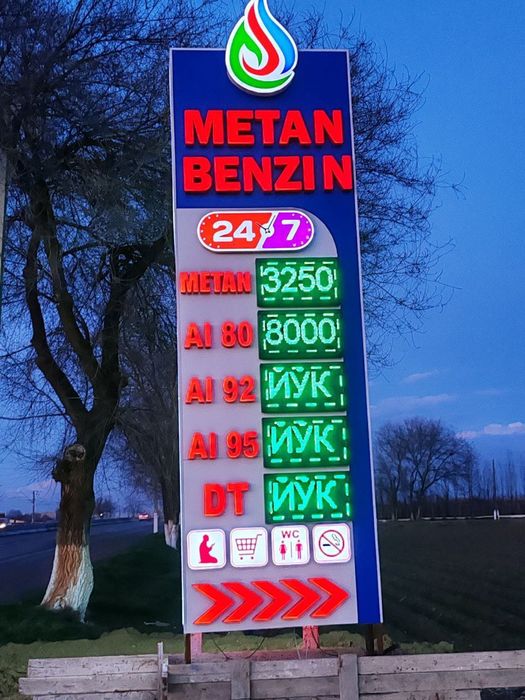 METAN
BENZIN
24 7
METAN 3250
AI 80 8000
AI 92 ЙУК
AI 95 ЙУК
DT ЙУК
WC